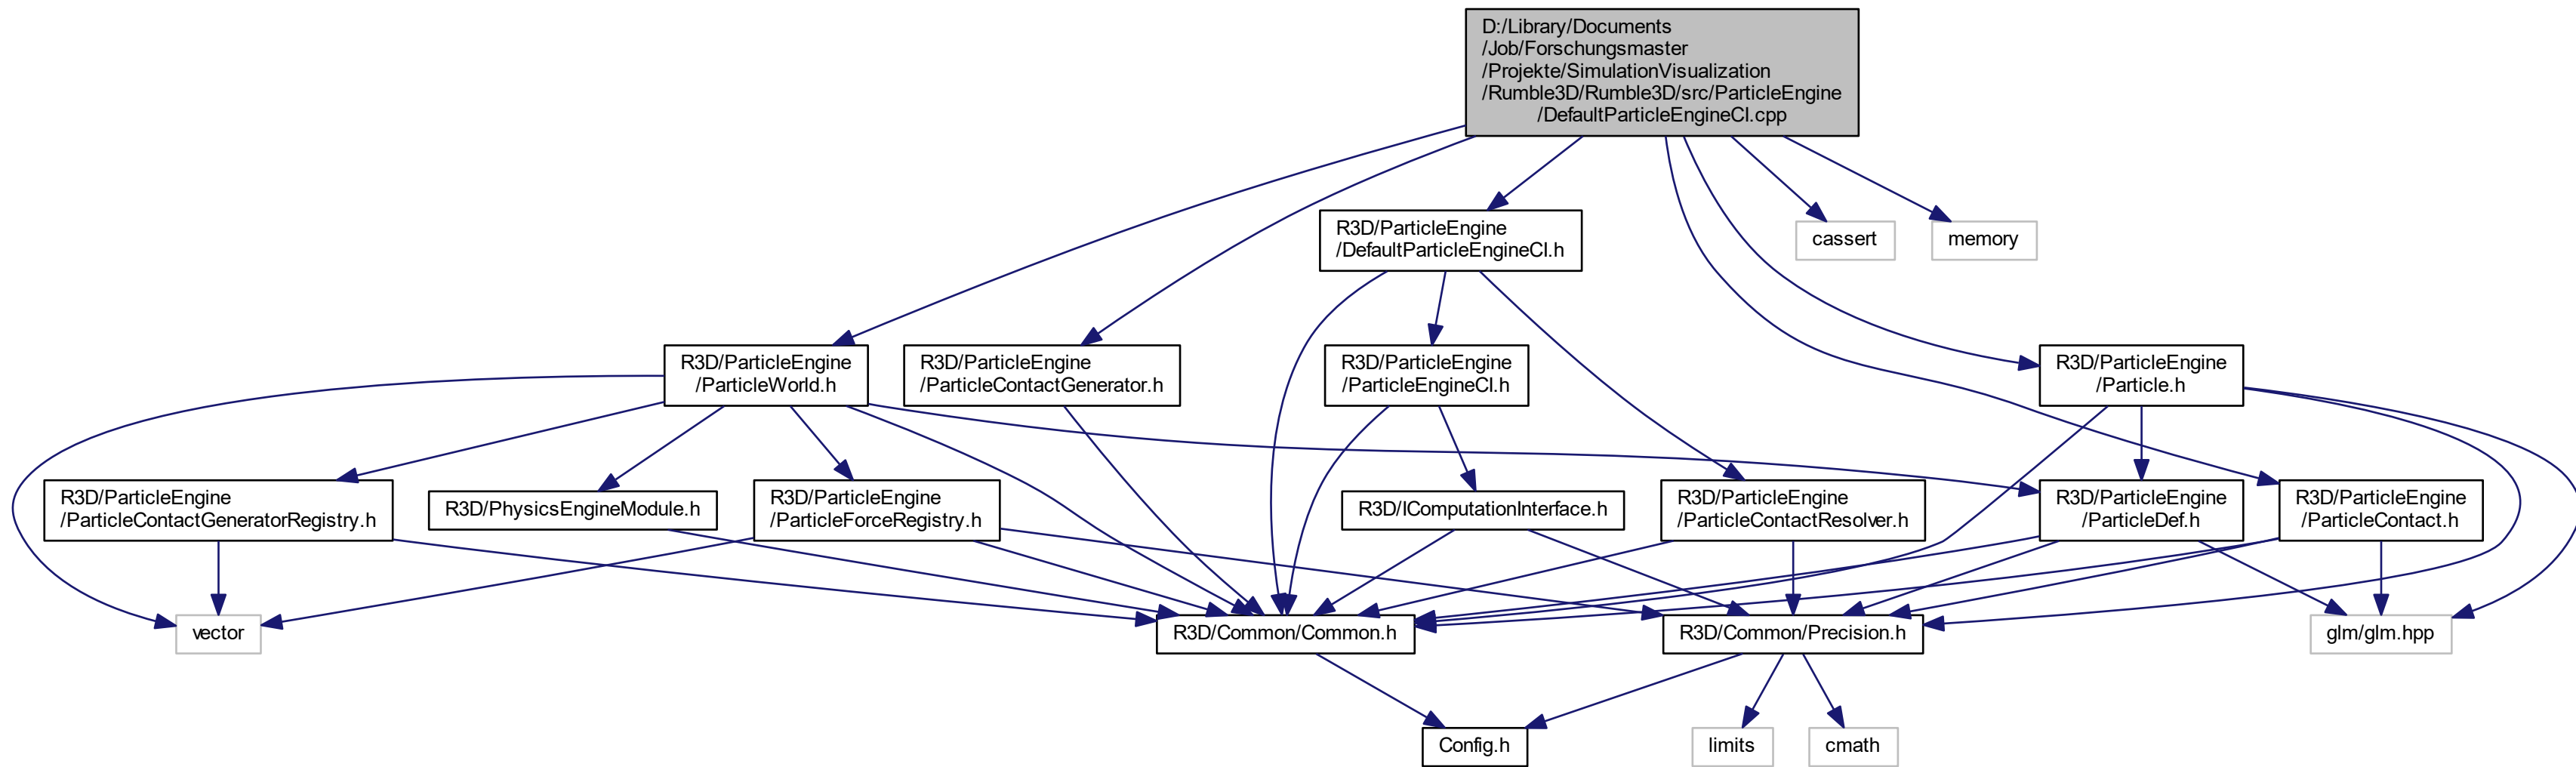 D:/Library/Documents
/Job/Forschungsmaster
/Projekte/SimulationVisualization
/Rumble3D/Rumble3D/src/ParticleEngine
/DefaultParticleEngineCI.cpp
R3D/ParticleEngine
/DefaultParticleEngineCI.h
cassert
memory
R3D/ParticleEngine
/ParticleWorld.h
R3D/ParticleEngine
/ParticleContactGenerator.h
R3D/ParticleEngine
/ParticleEngineCI.h
R3D/ParticleEngine
/Particle.h
R3D/ParticleEngine
/ParticleContactGeneratorRegistry.h
R3D/PhysicsEngineModule.h
R3D/ParticleEngine
/ParticleForceRegistry.h
R3D/IComputationInterface.h
R3D/ParticleEngine
/ParticleContactResolver.h
R3D/ParticleEngine
/ParticleDef.h
R3D/ParticleEngine
/ParticleContact.h
vector
R3D/Common/Common.h
R3D/Common/Precision.h
glm/glm.hpp
Config.h
limits
cmath